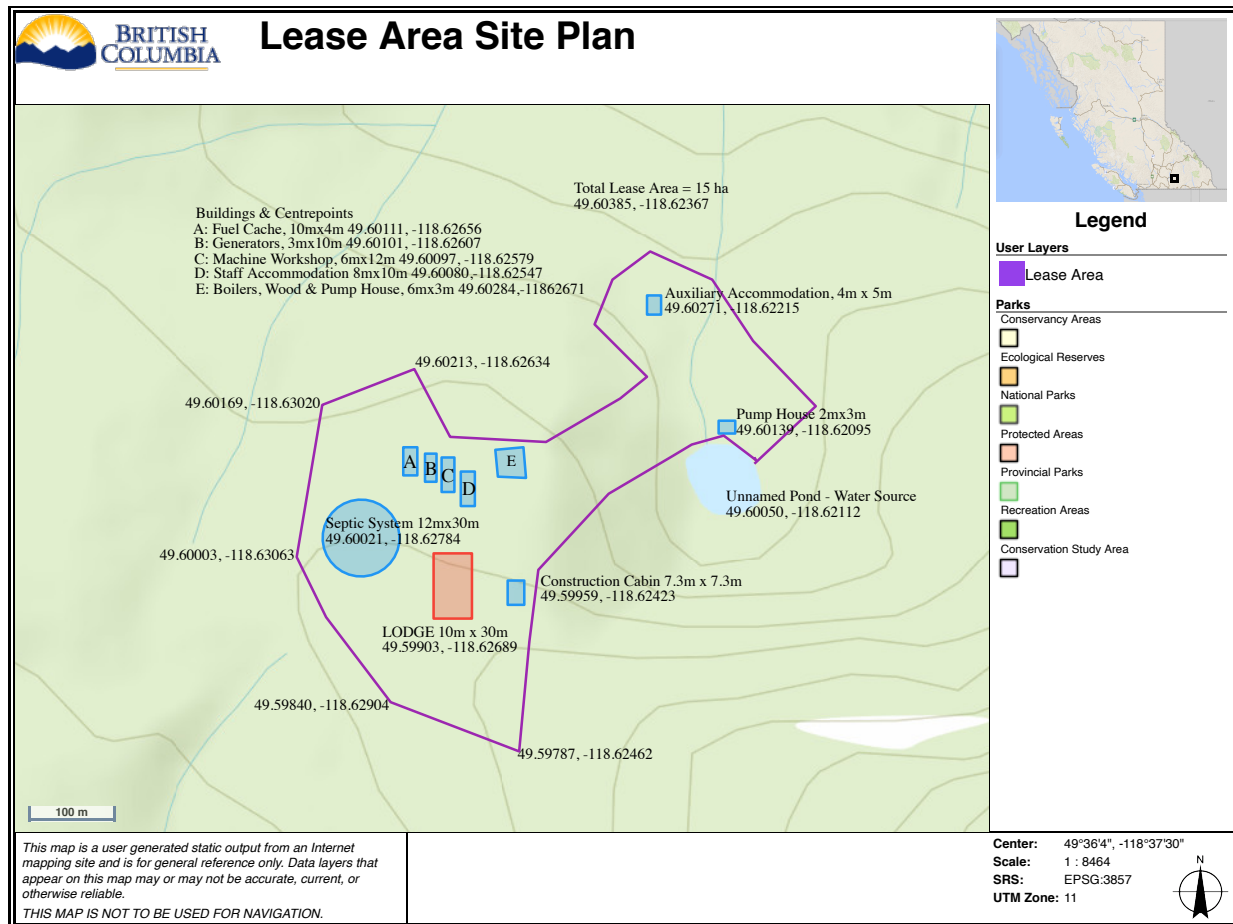 BRITISH
COLUMBIA
Lease Area Site Plan
Total Lease Area = 15 ha
49.60385, -118.62367
Buildings & Centrepoints
A: Fuel Cache, 10mx4m 49.60111, -118.62656
B: Generators, 3mx10m 49.60101, -118.62607
C: Machine Workshop, 6mx12m 49.60097, -118.62579
D: Staff Accommodation 8mx10m 49.60080,-118.62547
E: Boilers, Wood & Pump House, 6mx3m 49.60284,-11862671
Auxiliary Accommodation, 4m x 5m
49.60271, -118.62215
49.60213, -118.62634
49.60169, -118.63020
Pump House 2mx3m
49.60139, -118.62095
A
B
C
D
E
Unnamed Pond - Water Source
49.60050, -118.62112
Septic System 12mx30m
49.60021, -118.62784
49.60003, -118.63063
Construction Cabin 7.3m x 7.3m
49.59959, -118.62423
LODGE 10m x 30m
49.59903, -118.62689
49.59840, -118.62904
49.59787, -118.62462
100 m
Legend
User Layers
Lease Area
Parks
Conservancy Areas
Ecological Reserves
National Parks
Protected Areas
Provincial Parks
Recreation Areas
Conservation Study Area
This map is a user generated static output from an Internet
mapping site and is for general reference only. Data layers that
appear on this map may or may not be accurate, current, or
otherwise reliable.
THIS MAP IS NOT TO BE USED FOR NAVIGATION.
Center: 49°36'4", -118°37'30"
Scale: 1 : 8464
SRS: EPSG:3857
UTM Zone: 11
N